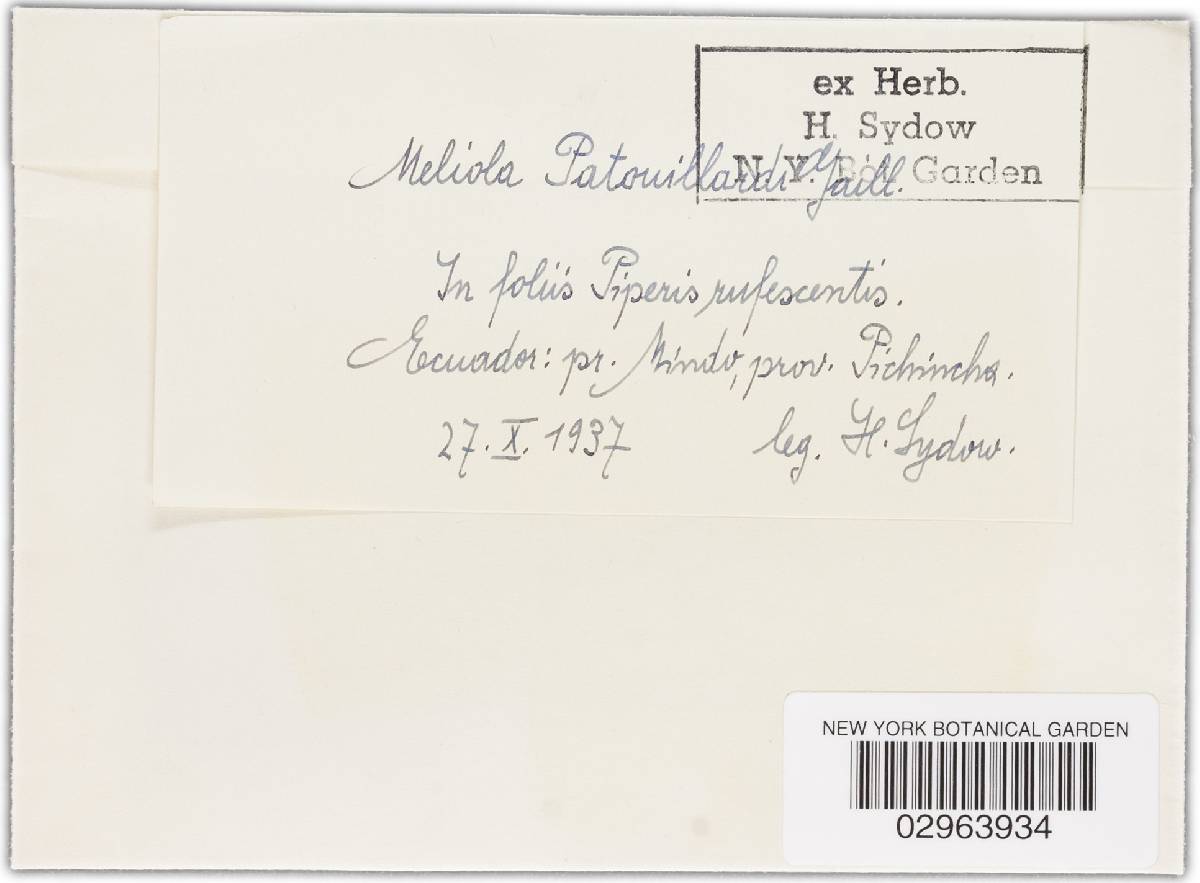 ex Herb.
H. Sydow
N. Y. Bot Garden
Meliola Patouillardi Gaill.
In foliis Piperis rufescentis.
Ecuador: pr. Mindo, prov. Pichincha.
27. X. 1937 leg. H. Sydow.
NEW YORK BOTANICAL GARDEN
02963934